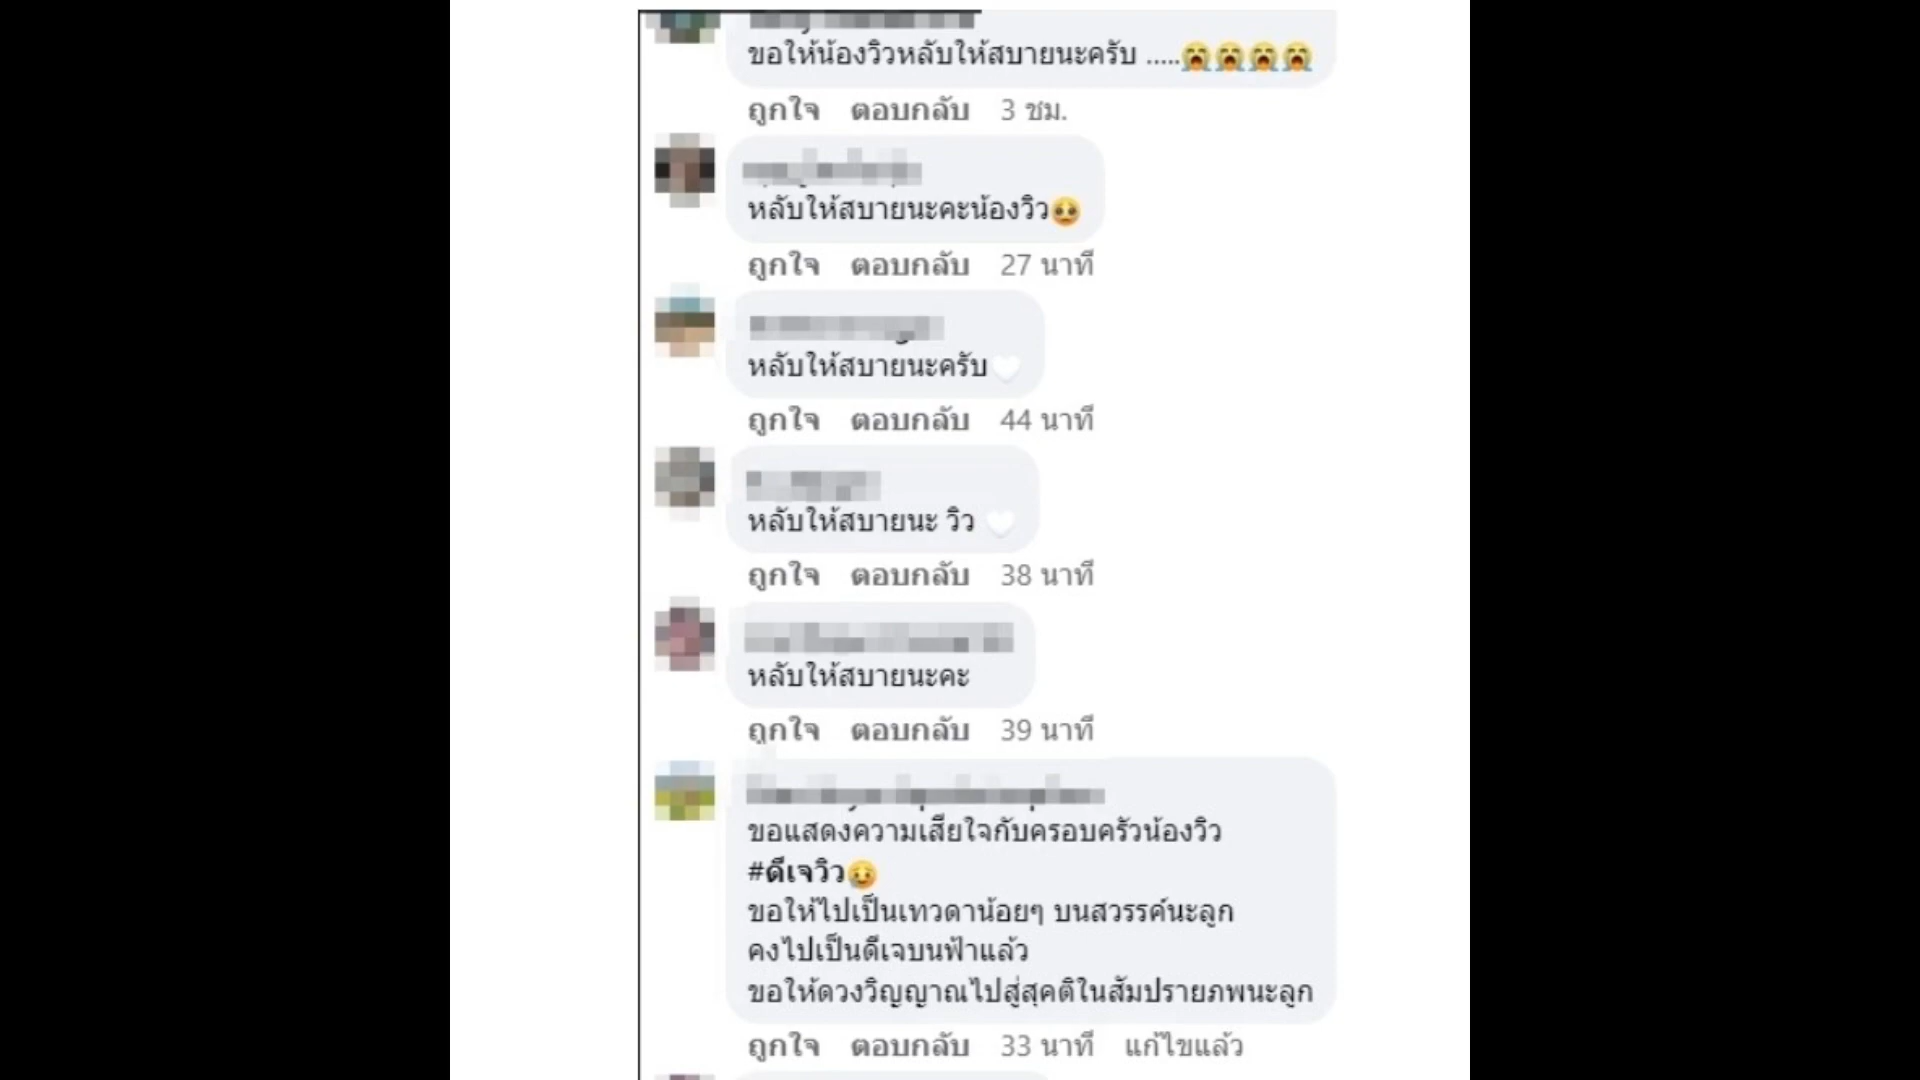 ขอให้น้องวิวหลับให้สบายนะครับ .....😭😭😭😭
ถูกใจ ตอบกลับ 3 ชม.
หลับให้สบายนะคะน้องวิว🥺
ถูกใจ ตอบกลับ 27 นาที
หลับให้สบายนะครับ🤍
ถูกใจ ตอบกลับ 44 นาที
หลับให้สบายนะ วิว 🤍
ถูกใจ ตอบกลับ 38 นาที
หลับให้สบายนะคะ
ถูกใจ ตอบกลับ 39 นาที
ขอแสดงความเสียใจกับครอบครัวน้องวิว
#ดีเจวิว🥲
ขอให้ไปเป็นเทวดาน้อยๆ บนสวรรค์นะลูก
คงไปเป็นดีเจบนฟ้าแล้ว
ขอให้ดวงวิญญาณไปสู่สุคติในสัมปรายภพนะลูก
ถูกใจ ตอบกลับ 33 นาที แก้ไขแล้ว